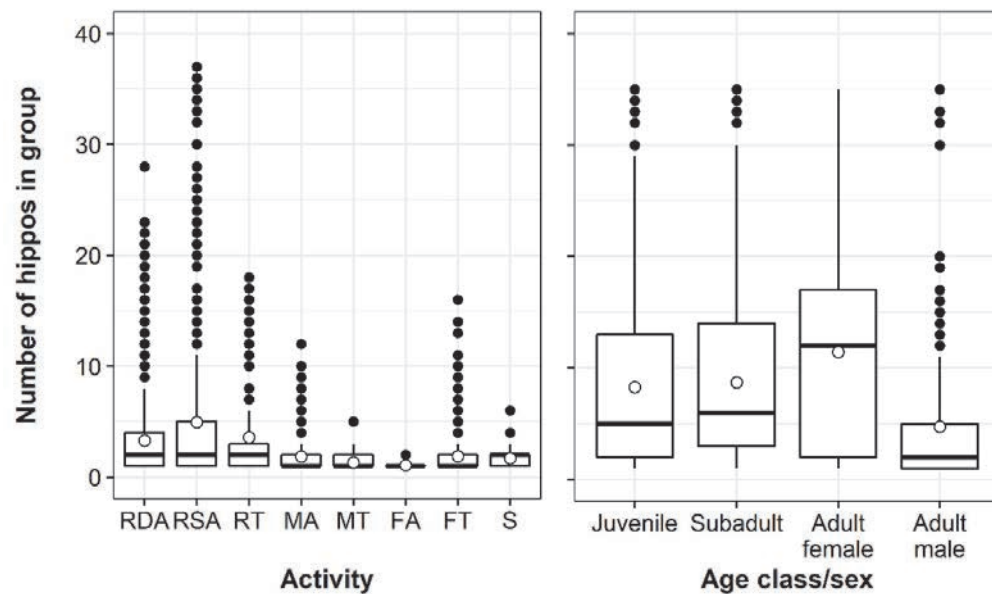 Number of hippos in group
40
30
20
10
0
RDA RSA RT MA MT FA FT S
Activity
Juvenile Subadult Adult female Adult male
Age class/sex